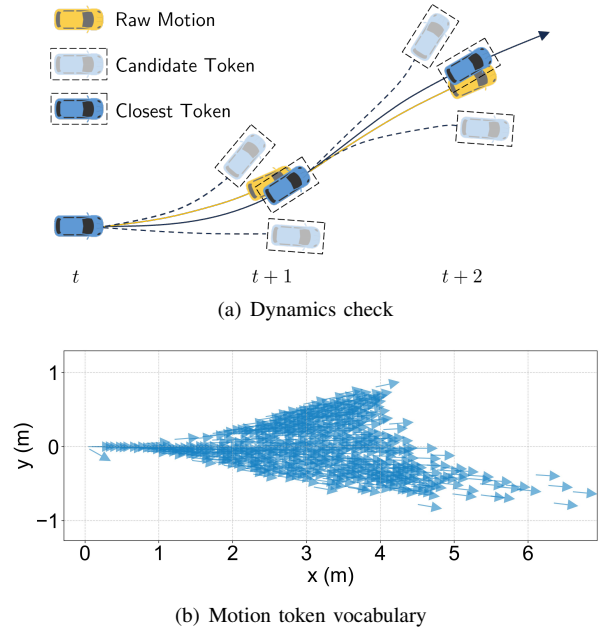 Raw Motion
Candidate Token
Closest Token
t
t + 1
t + 2
(a) Dynamics check
1
0
−1
y (m)
0
1
2
3
4
5
6
x (m)
(b) Motion token vocabulary